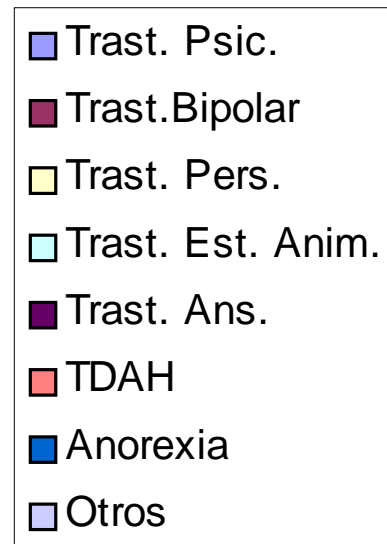 Trast. Psic.
Trast.Bipolar
Trast. Pers.
Trast. Est. Anim.
Trast. Ans.
TDAH
Anorexia
Otros